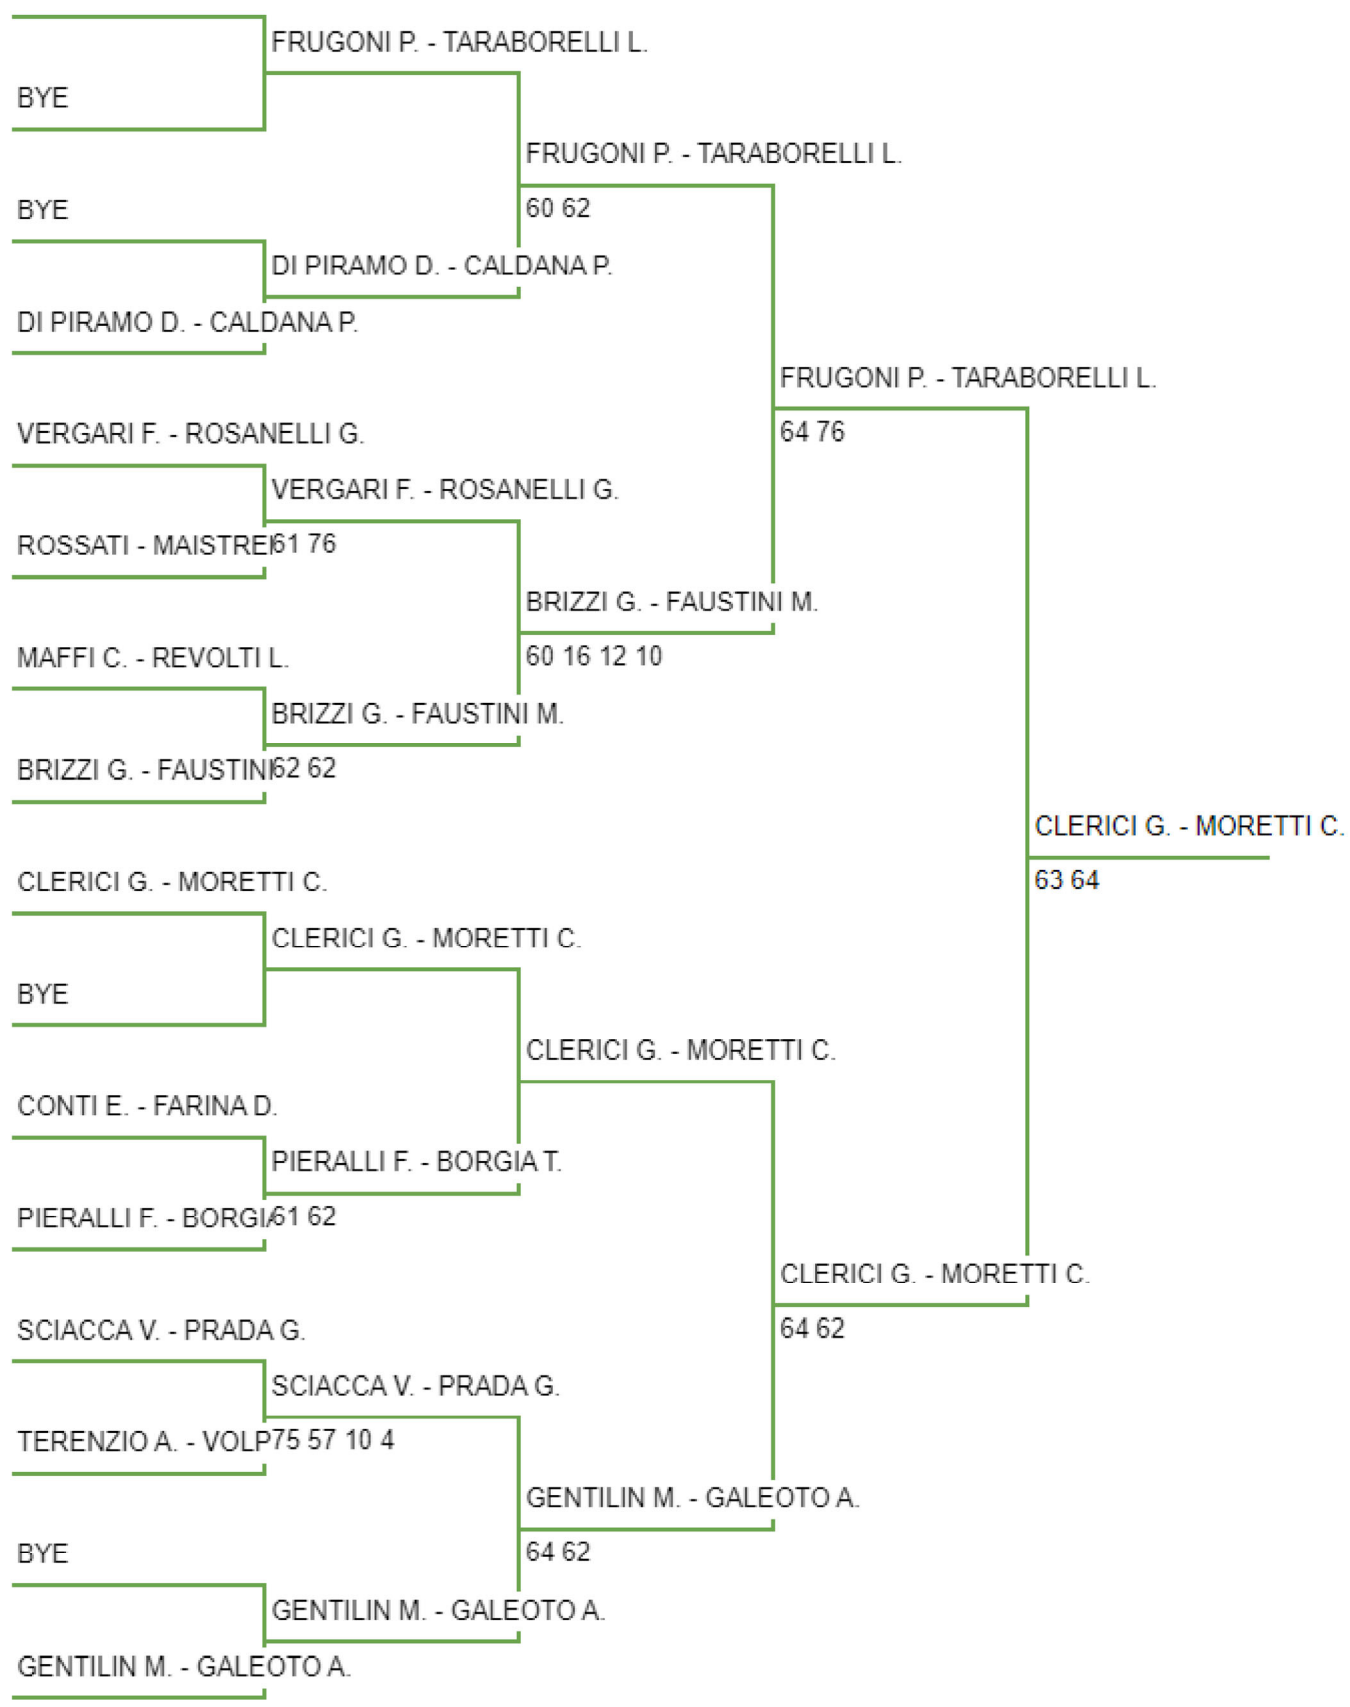 FRUGONI P. - TARABORELLI L.
BYE
FRUGONI P. - TARABORELLI L.
BYE
60 62
DI PIRAMO D. - CALDANA P.
DI PIRAMO D. - CALDANA P.
FRUGONI P. - TARABORELLI L.
64 76
VERGARI F. - ROSANELLI G.
VERGARI F. - ROSANELLI G.
ROSSATI - MAISTREI
61 76
BRIZZI G. - FAUSTINI M.
60 16 12 10
MAFFI C. - REVOLTI L.
BRIZZI G. - FAUSTINI M.
BRIZZI G. - FAUSTINI
62 62
CLERICI G. - MORETTI C.
63 64
CLERICI G. - MORETTI C.
CLERICI G. - MORETTI C.
BYE
CLERICI G. - MORETTI C.
CONTI E. - FARINA D.
PIERALLI F. - BORGIA T.
PIERALLI F. - BORGIA
61 62
CLERICI G. - MORETTI C.
64 62
SCIACCA V. - PRADA G.
SCIACCA V. - PRADA G.
TERENZIO A. - VOLP
75 57 10 4
GENTILIN M. - GALEOTO A.
64 62
BYE
GENTILIN M. - GALEOTO A.
GENTILIN M. - GALEOTO A.